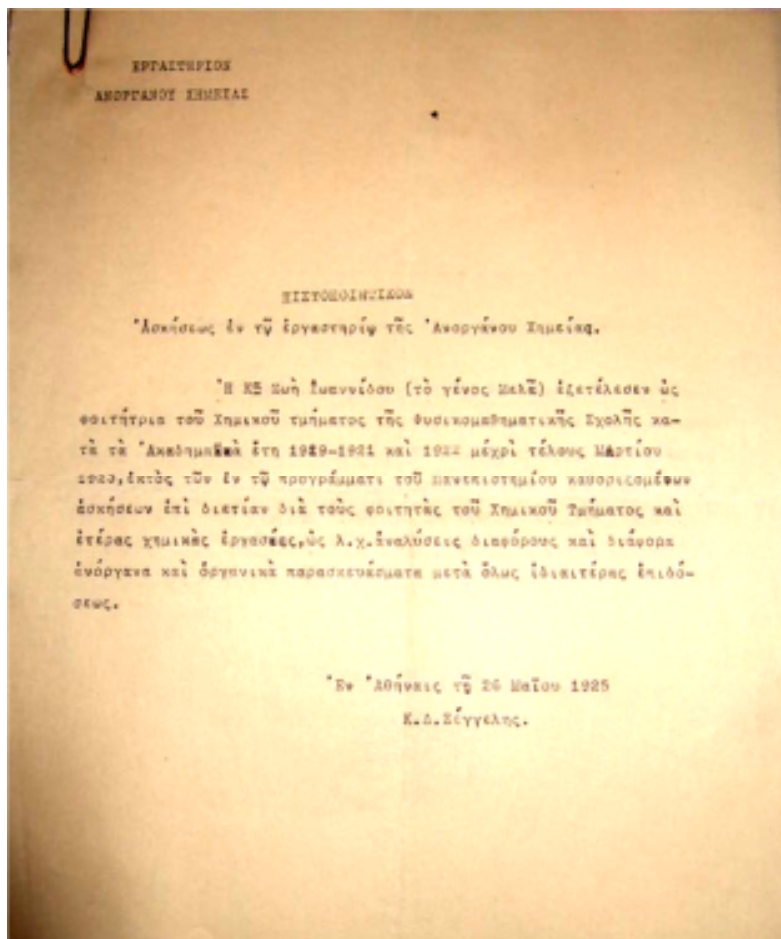 ΕΡΓΑΣΤΗΡΙΟΝ
ΑΝΟΡΓΑΝΟΥ ΧΗΜΕΙΑΣ
ΠΙΣΤΟΠΟΙΗΤΙΚΟΝ
Ἀσκήσεως ἐν τῷ ἐργαστηρίῳ τῆς Ἀνοργάνου Χημείας.
Ἡ Κα Ζωὴ Ἰωαννίδου (τὸ γένος Μελᾶ) ἐξετέλεσεν ὡς
φοιτήτρια τοῦ Χημικοῦ τμήματος τῆς Φυσικομαθηματικῆς Σχολῆς κα-
τὰ τὰ Ἀκαδημαικὰ ἔτη 1919-1921 καὶ 1922 μέχρι τέλους Μαρτίου
1923, ἐκτὸς τῶν ἐν τῷ προγράμματι τοῦ Πανεπιστημίου καθοριζομένων
ἀσκήσεων ἐπὶ διετίαν διὰ τοὺς φοιτητὰς τοῦ Χημικοῦ Τμήματος καὶ
ἑτέρας χημικὰς ἐργασίες, ὡς λ.χ. ἀναλύσεις διαφόρους καὶ διάφορα
ἀνόργανα καὶ ὀργανικὰ παρασκευάσματα μετὰ ὅλως ἰδιαιτέρας ἐπιδό-
σεως.
Ἐν Ἀθήναις τῇ 26 Μαΐου 1925
Κ.Δ.Ζέγγελης.